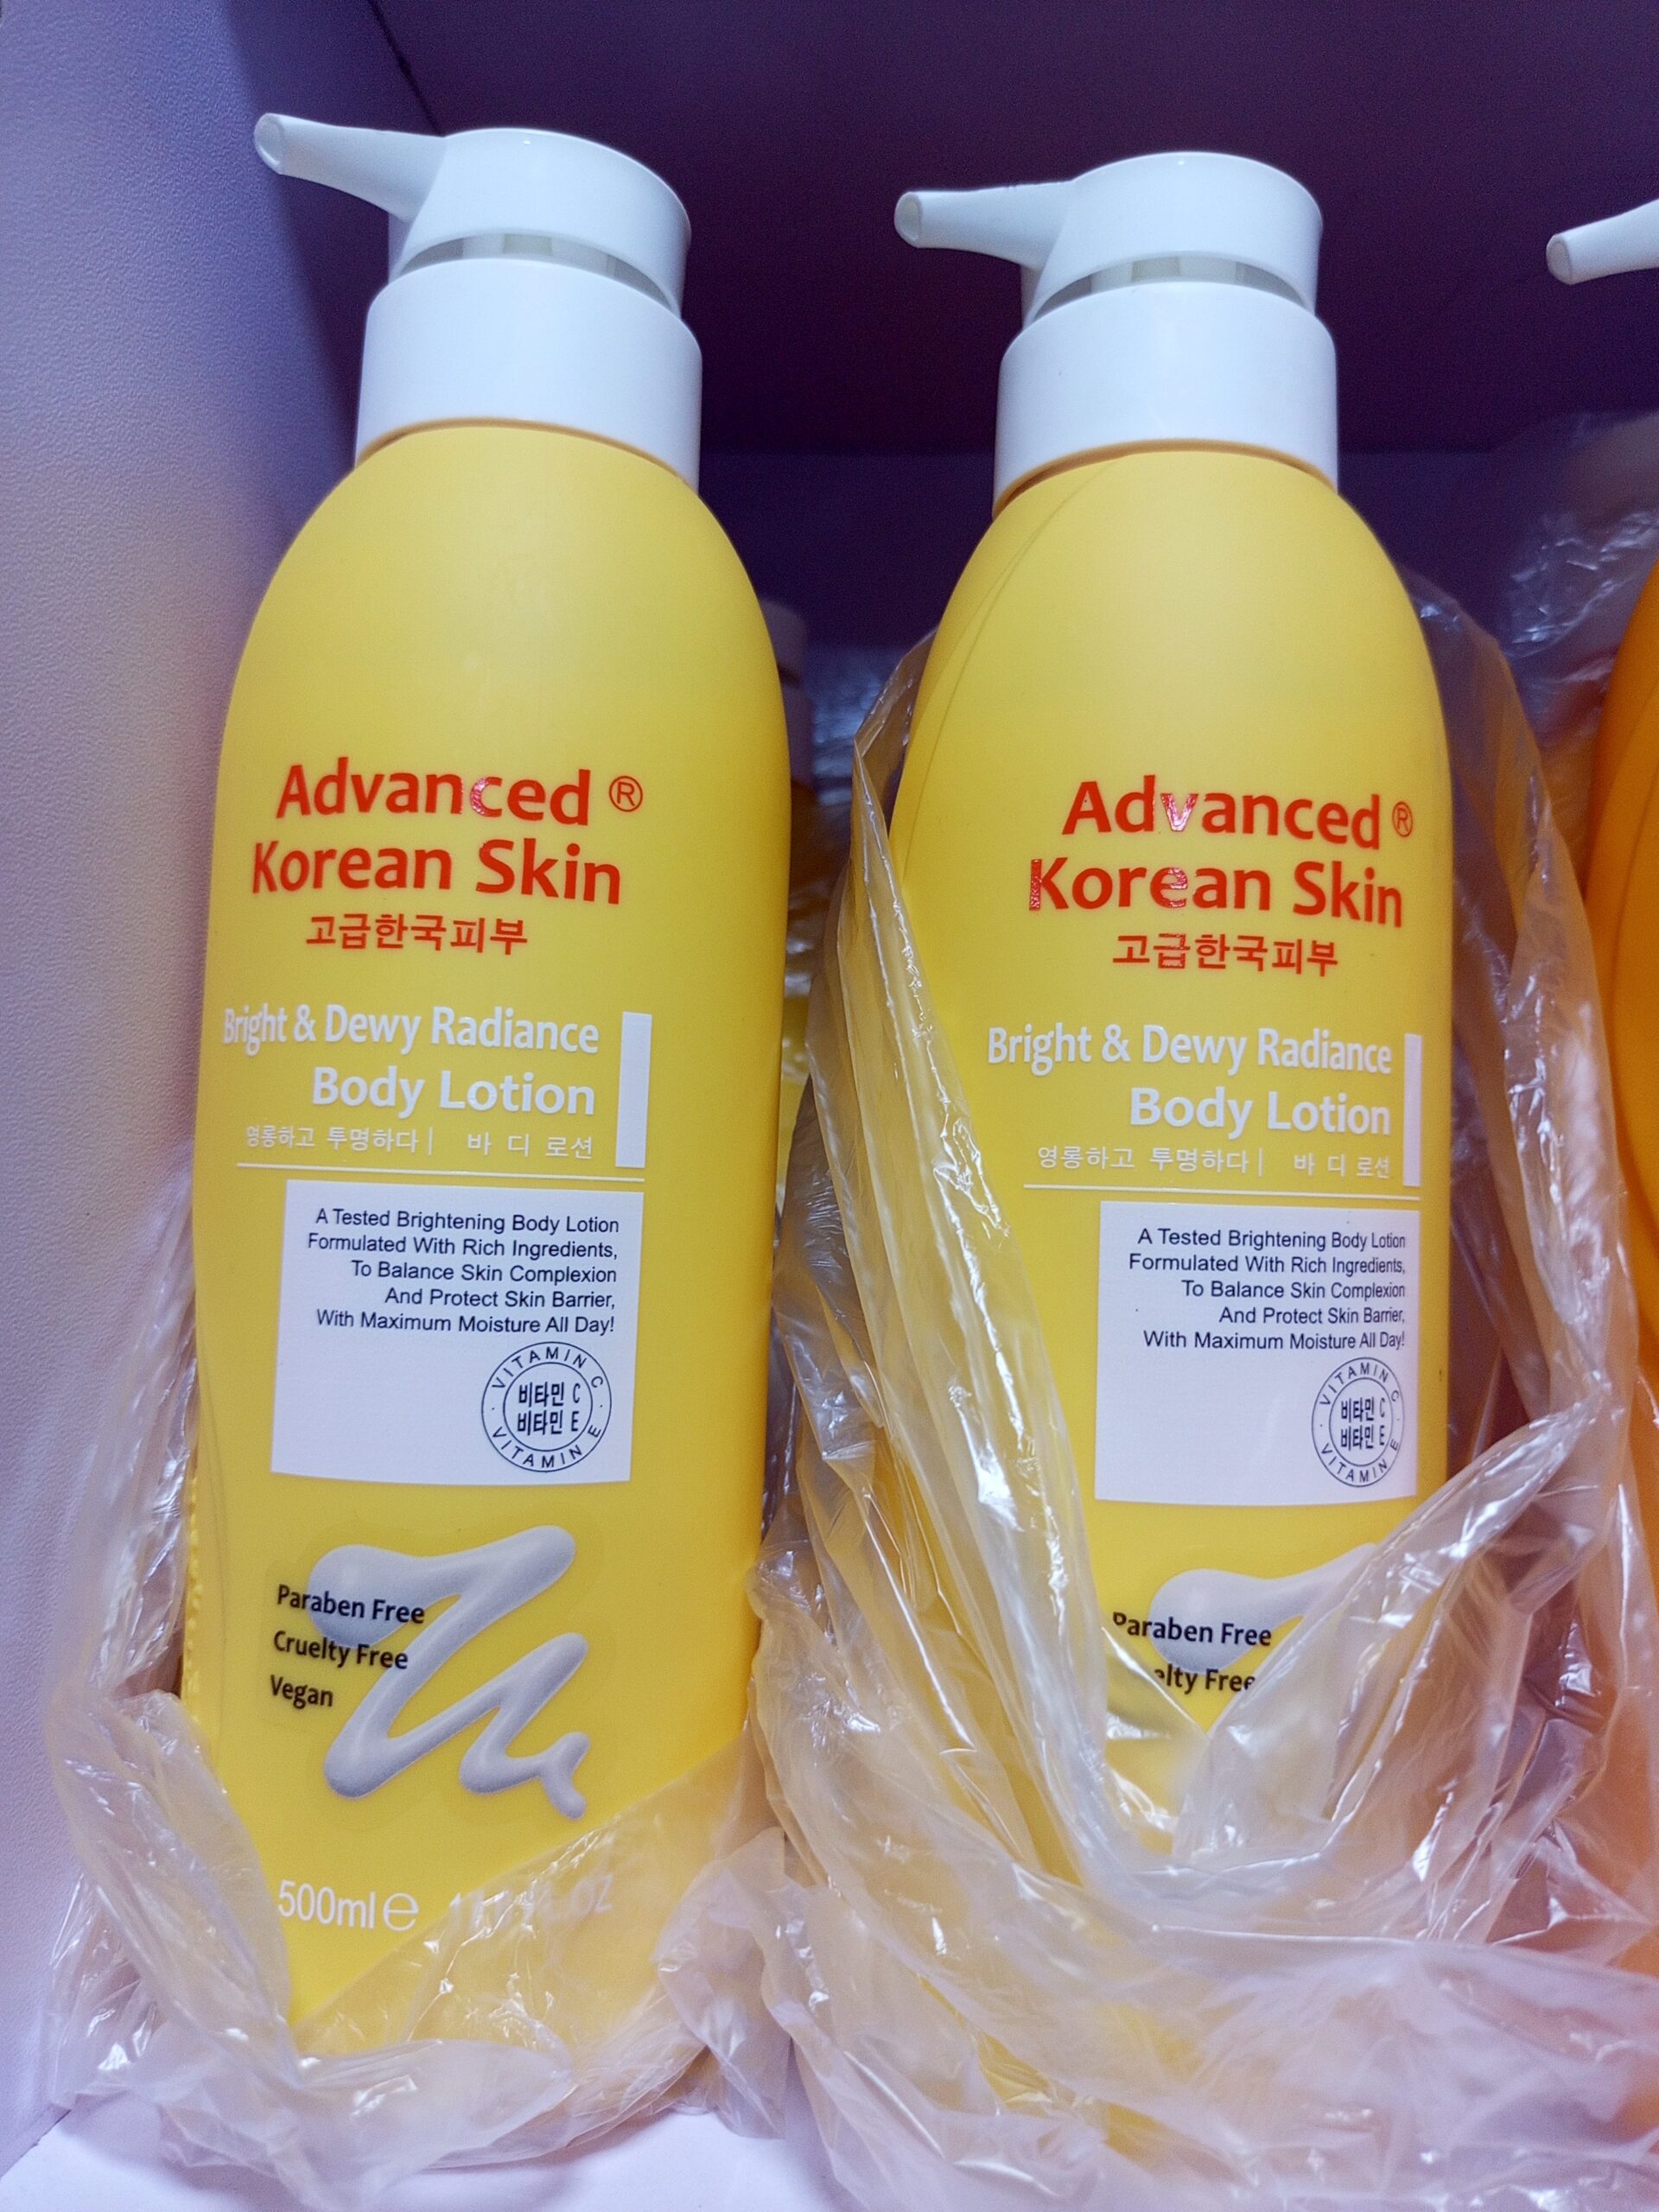 Advanced ®
Korean Skin
고급한국피부
Bright & Dewy Radiance
Body Lotion
영롱하고 투명하다 | 바 디 로션
A Tested Brightening Body Lotion
Formulated With Rich Ingredients,
To Balance Skin Complexion
And Protect Skin Barrier,
With Maximum Moisture All Day!
VITAMIN C
비타민 C
비타민 E
VITAMIN E
Paraben Free
Cruelty Free
Vegan
500ml ℮
Advanced ®
Korean Skin
고급한국피부
Bright & Dewy Radiance
Body Lotion
영롱하고 투명하다 | 바 디 로션
A Tested Brightening Body Lotion
Formulated With Rich Ingredients,
To Balance Skin Complexion
And Protect Skin Barrier,
With Maximum Moisture All Day!
VITAMIN C
비타민 C
비타민 E
VITAMIN E
Paraben Free
elty Free